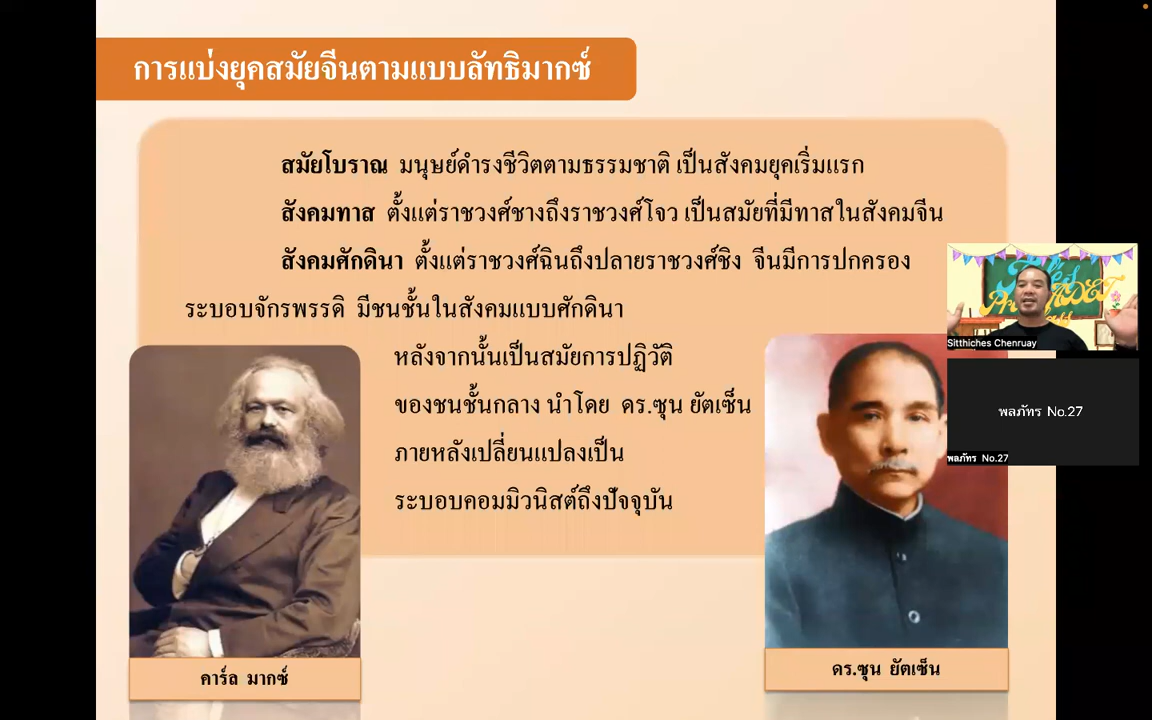 การแบ่งยุคสมัยจีนตามแบบลัทธิมากซ์
สมัยโบราณ มนุษย์ดำรงชีวิตตามธรรมชาติ เป็นสังคมยุคเริ่มแรก
สังคมทาส ตั้งแต่ราชวงศ์ชางถึงราชวงศ์โจว เป็นสมัยที่มีทาสในสังคมจีน
สังคมศักดินา ตั้งแต่ราชวงศ์ฉินถึงปลายราชวงศ์ชิง จีนมีการปกครอง
ระบอบจักรพรรดิ มีชนชั้นในสังคมแบบศักดินา
หลังจากนั้นเป็นสมัยการปฏิวัติ
ของชนชั้นกลาง นำโดย ดร.ซุน ยัตเซ็น
ภายหลังเปลี่ยนแปลงเป็น
ระบอบคอมมิวนิสต์ถึงปัจจุบัน
คาร์ล มากซ์
ดร.ซุน ยัตเซ็น
Sitthiches Chenruay
พลภัทร No.27
พลภัทร No.27